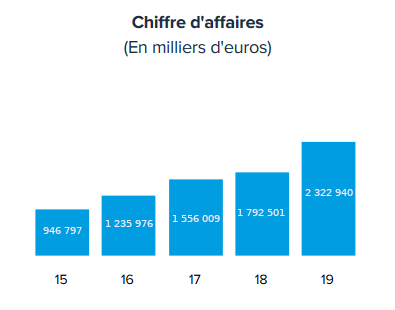 Chiffre d'affaires
(En milliers d'euros)
946 797
1 235 976
1 556 009
1 792 501
2 322 940
15
16
17
18
19